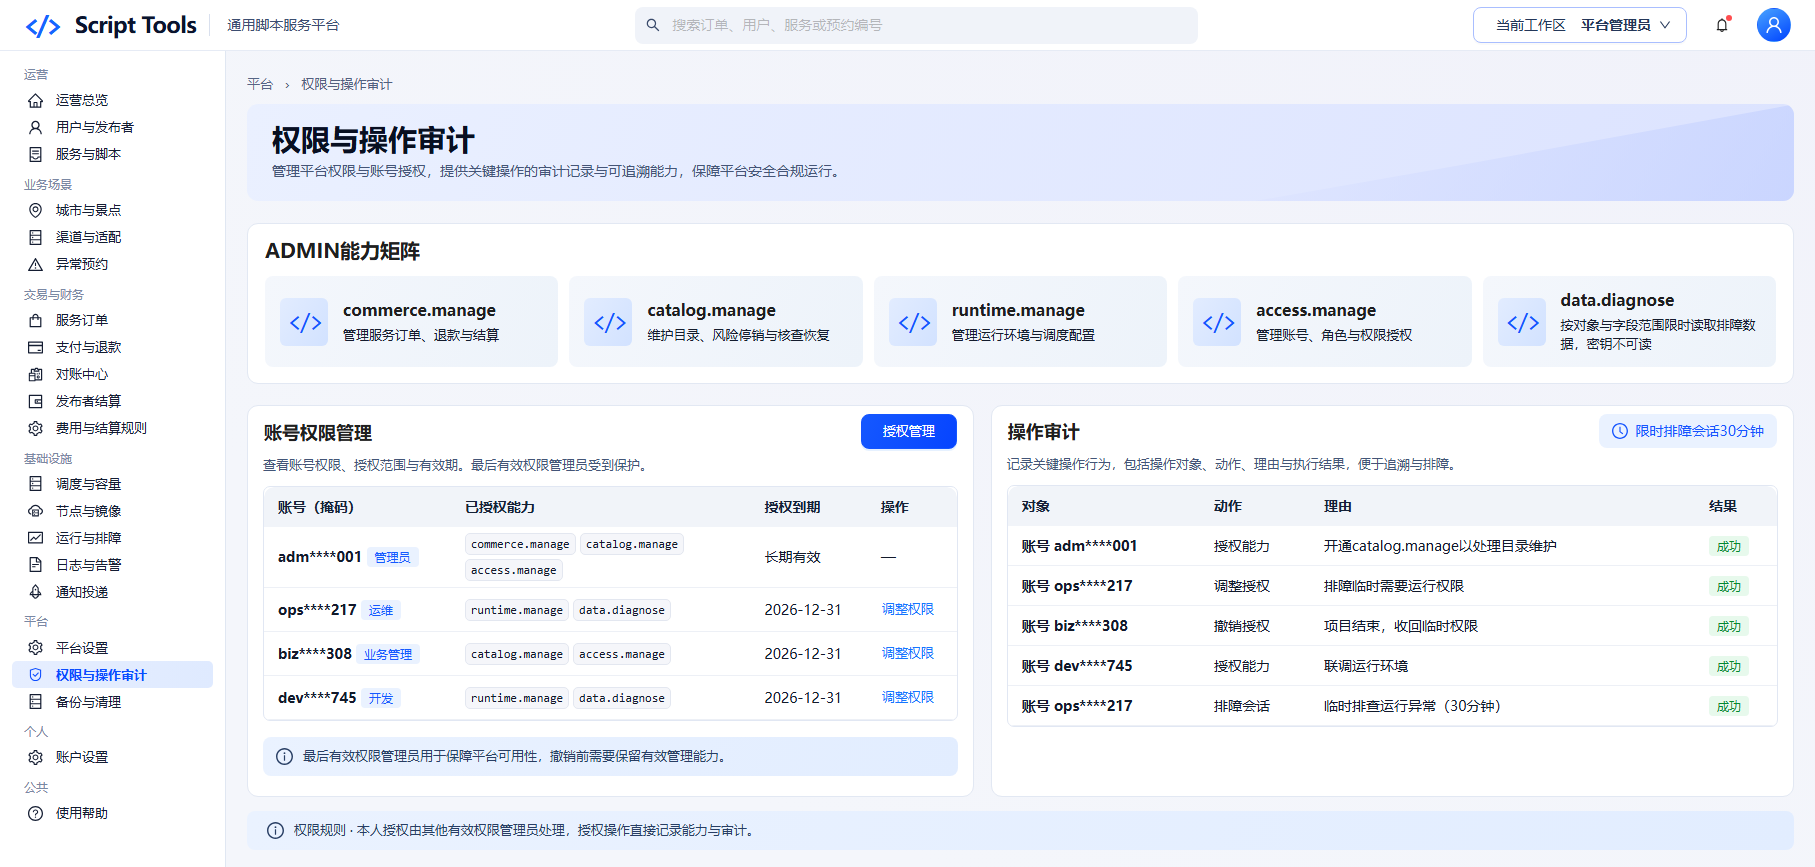 Script Tools
通用脚本服务平台
搜索订单、用户、服务或预约编号
当前工作区 平台管理员
运营
运营总览
用户与发布者
服务与脚本
业务场景
城市与景点
渠道与适配
异常预约
交易与财务
服务订单
支付与退款
对账中心
发布者结算
费用与结算规则
基础设施
调度与容量
节点与镜像
运行与排障
日志与告警
通知投递
平台
平台设置
权限与操作审计
备份与清理
个人
账户设置
公共
使用帮助
平台 › 权限与操作审计
权限与操作审计
管理平台权限与账号授权，提供关键操作的审计记录与可追溯能力，保障平台安全合规运行。
ADMIN能力矩阵
commerce.manage
管理服务订单、退款与结算
catalog.manage
维护目录、风险停销与核查恢复
runtime.manage
管理运行环境与调度配置
access.manage
管理账号、角色与权限授权
data.diagnose
按对象与字段范围限时读取排障数
据，密钥不可读
账号权限管理
授权管理
查看账号权限、授权范围与有效期。最后有效权限管理员受到保护。
账号（掩码） 已授权能力 授权到期 操作
adm****001 管理员 commerce.manage catalog.manage access.manage 长期有效 —
ops****217 运维 runtime.manage data.diagnose 2026-12-31 调整权限
biz****308 业务管理 catalog.manage access.manage 2026-12-31 调整权限
dev****745 开发 runtime.manage data.diagnose 2026-12-31 调整权限
最后有效权限管理员用于保障平台可用性，撤销前需要保留有效管理能力。
操作审计
限时排障会话30分钟
记录关键操作行为，包括操作对象、动作、理由与执行结果，便于追溯与排障。
对象 动作 理由 结果
账号 adm****001 授权能力 开通catalog.manage以处理目录维护 成功
账号 ops****217 调整授权 排障临时需要运行权限 成功
账号 biz****308 撤销授权 项目结束，收回临时权限 成功
账号 dev****745 授权能力 联调运行环境 成功
账号 ops****217 排障会话 临时排查运行异常（30分钟） 成功
权限规则 · 本人授权由其他有效权限管理员处理，授权操作直接记录能力与审计。